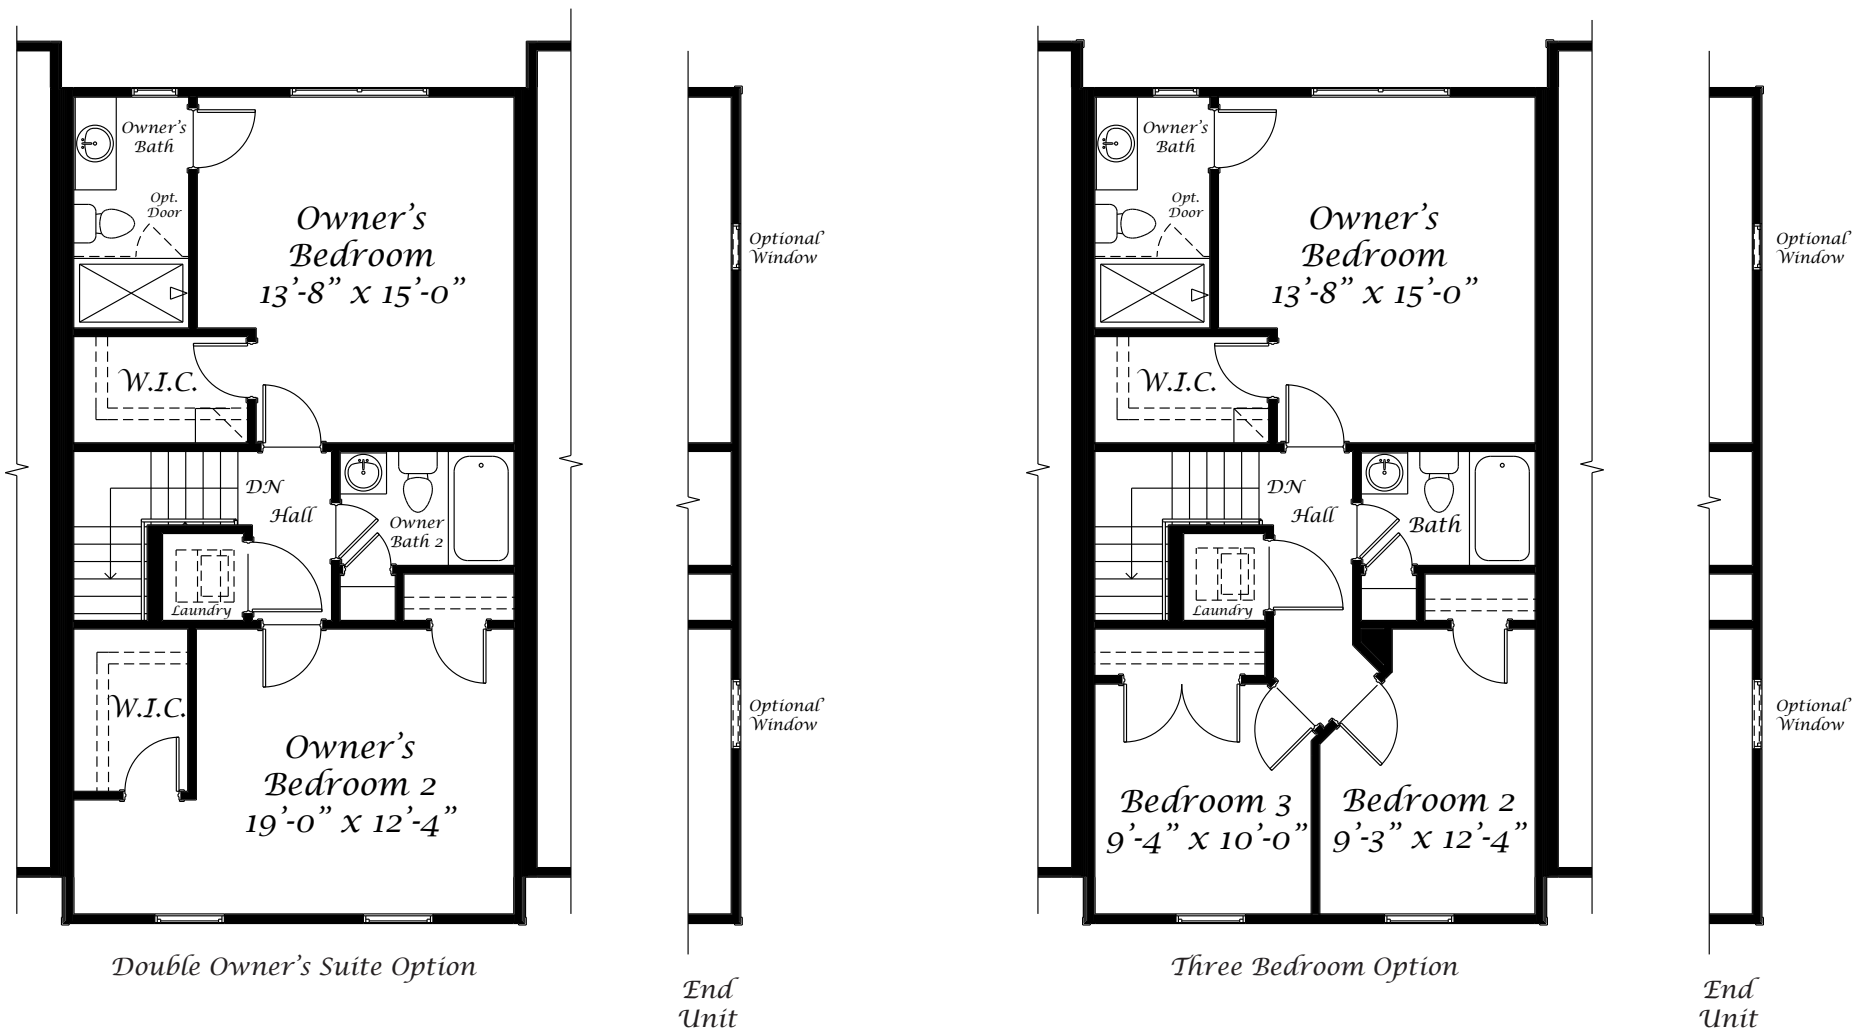 Owner's
Bath
Opt.
Door
Owner's
Bedroom
13'-8" x 15'-0"
W.I.C.
DN
Hall
Owner
Bath 2
Laundry
W.I.C.
Owner's
Bedroom 2
19'-0" x 12'-4"
Double Owner's Suite Option
Optional
Window
Optional
Window
End
Unit
Owner's
Bath
Opt.
Door
Owner's
Bedroom
13'-8" x 15'-0"
W.I.C.
DN
Hall
Bath
Laundry
Bedroom 3
9'-4" x 10'-0"
Bedroom 2
9'-3" x 12'-4"
Three Bedroom Option
Optional
Window
Optional
Window
End
Unit